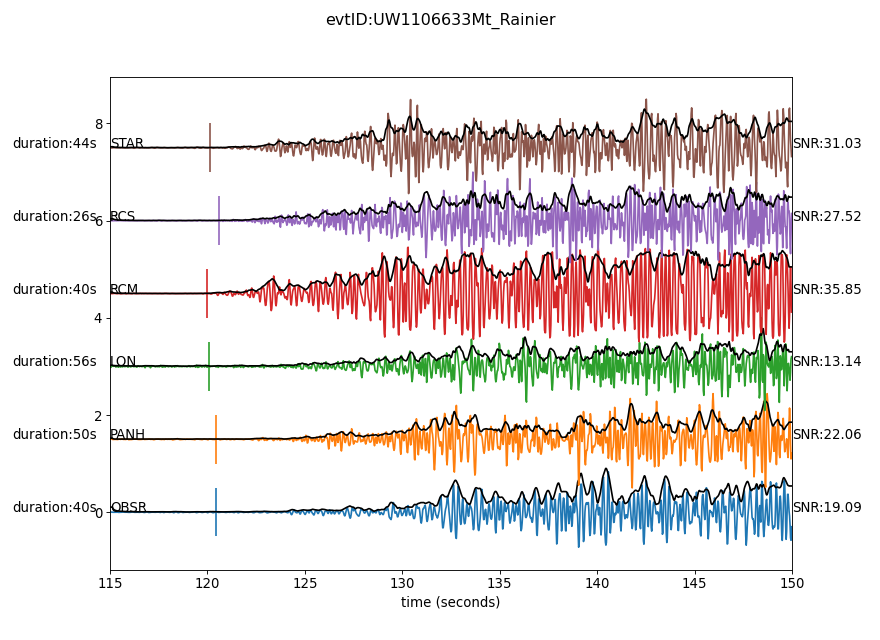 evtID:UW1106633Mt_Rainier
8
duration:44s STAR SNR:31.03
duration:26s RCS SNR:27.52
6
duration:40s RCM SNR:35.85
4
duration:56s LON SNR:13.14
2
duration:50s PANH SNR:22.06
duration:40s OBSR SNR:19.09
0
115 120 125 130 135 140 145 150
time (seconds)